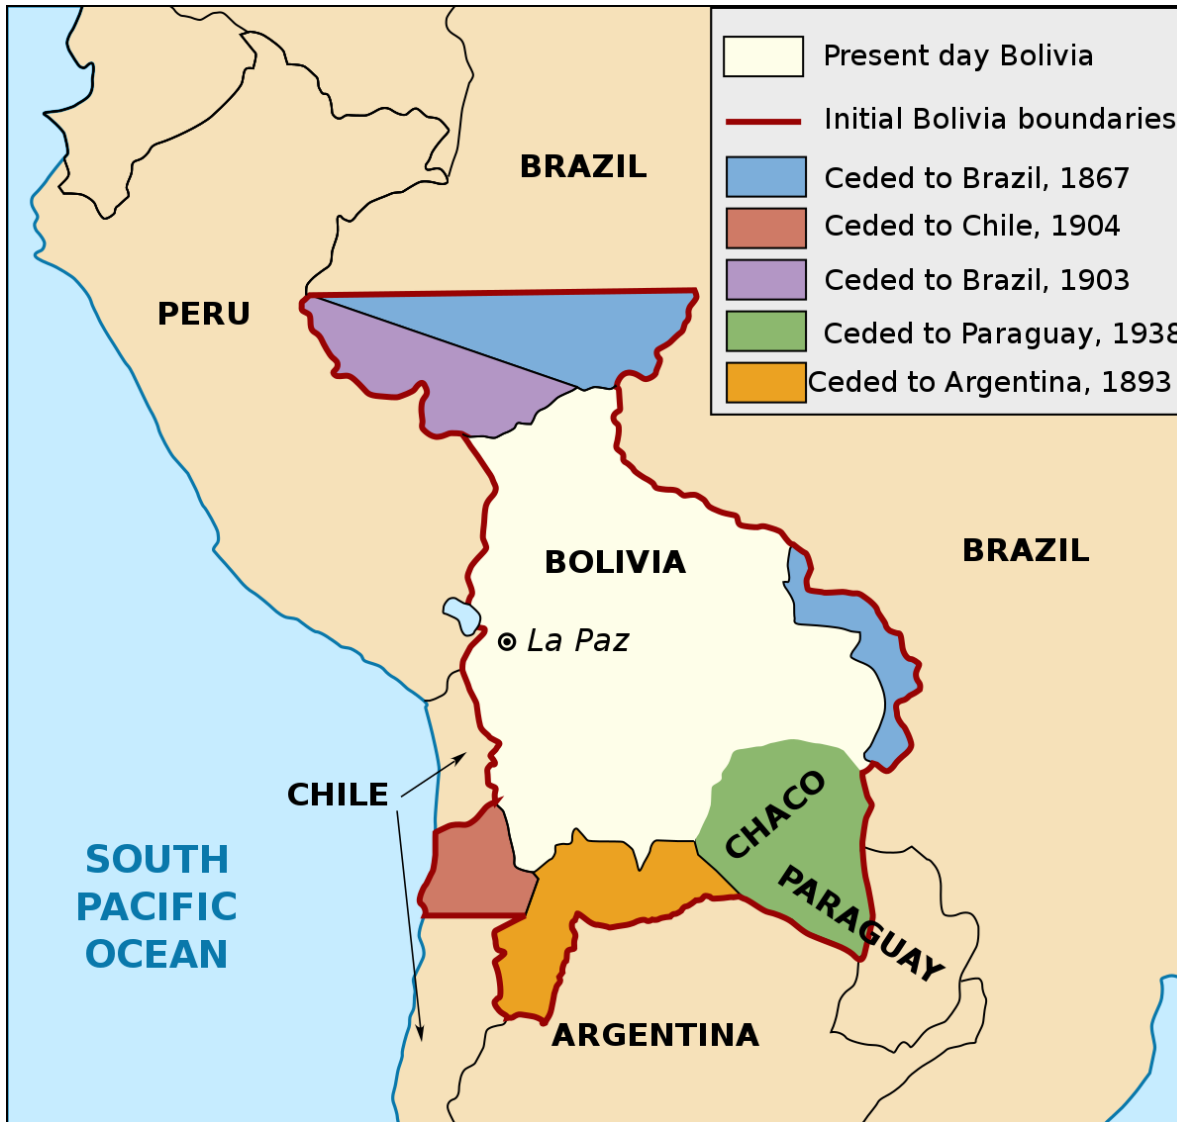 Present day Bolivia
Initial Bolivia boundaries
Ceded to Brazil, 1867
Ceded to Chile, 1904
Ceded to Brazil, 1903
Ceded to Paraguay, 1938
Ceded to Argentina, 1893
BRAZIL
PERU
BOLIVIA
BRAZIL
La Paz
CHILE
CHACO
SOUTH
PACIFIC
OCEAN
PARAGUAY
ARGENTINA